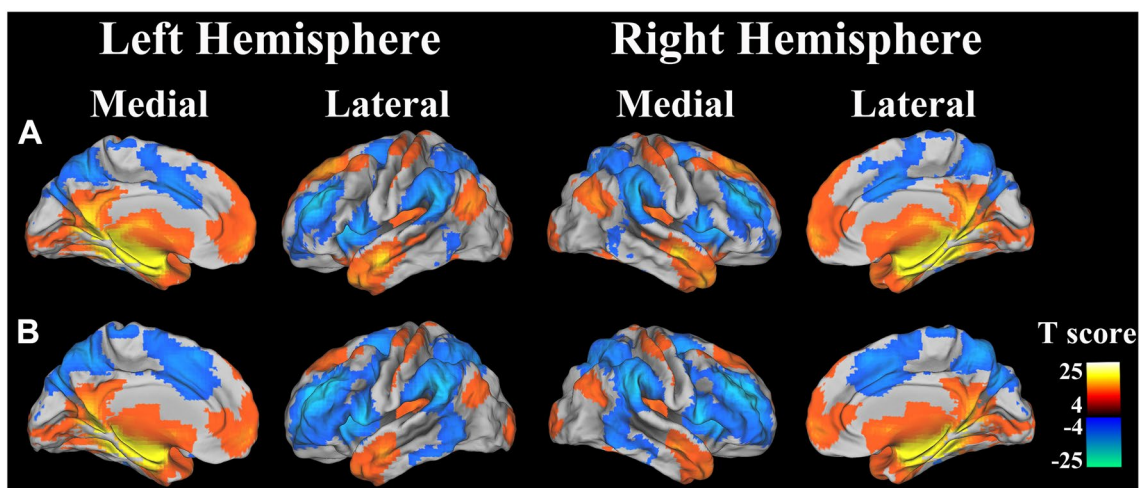 Left Hemisphere Right Hemisphere
Medial Lateral Medial Lateral
A
B
T score
25
4
-4
-25